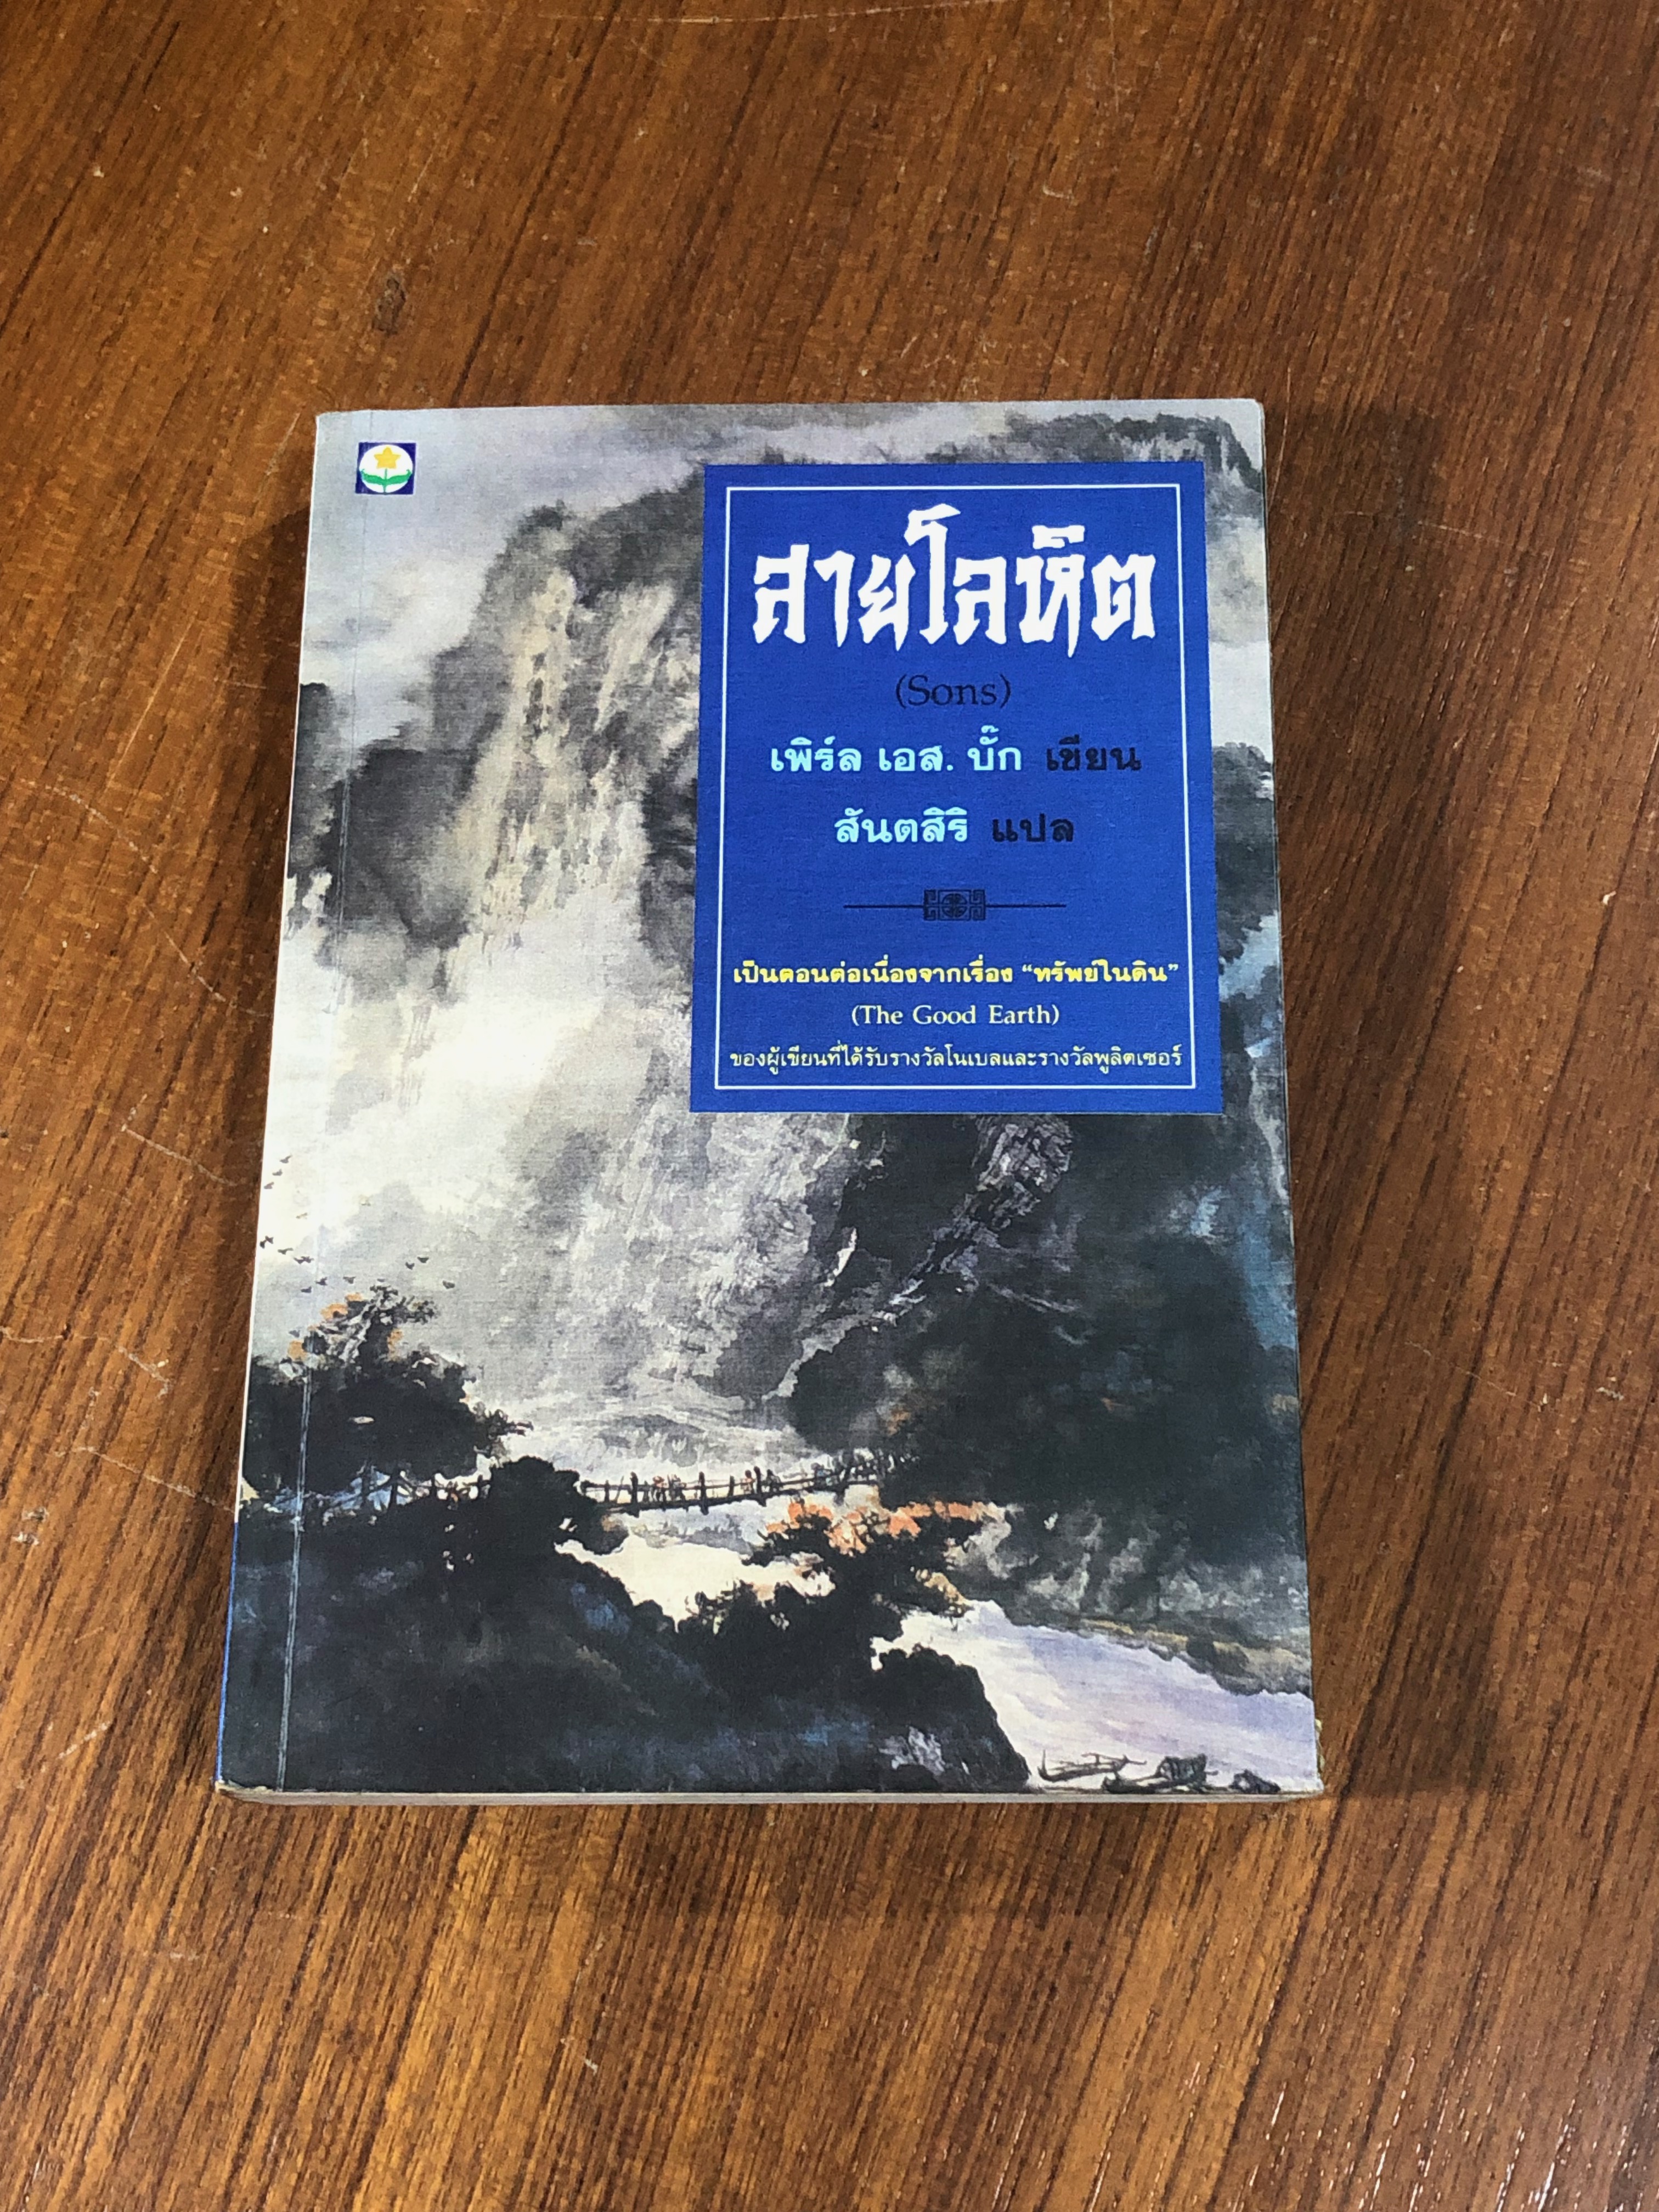 สายโลหิต
(Sons)
เพิร์ล เอส. บั๊ก เขียน
สันตสิริ แปล
เป็นตอนต่อเนื่องจากเรื่อง “ทรัพย์ในดิน”
(The Good Earth)
ของผู้เขียนที่ได้รับรางวัลโนเบลและรางวัลพูลิตเซอร์